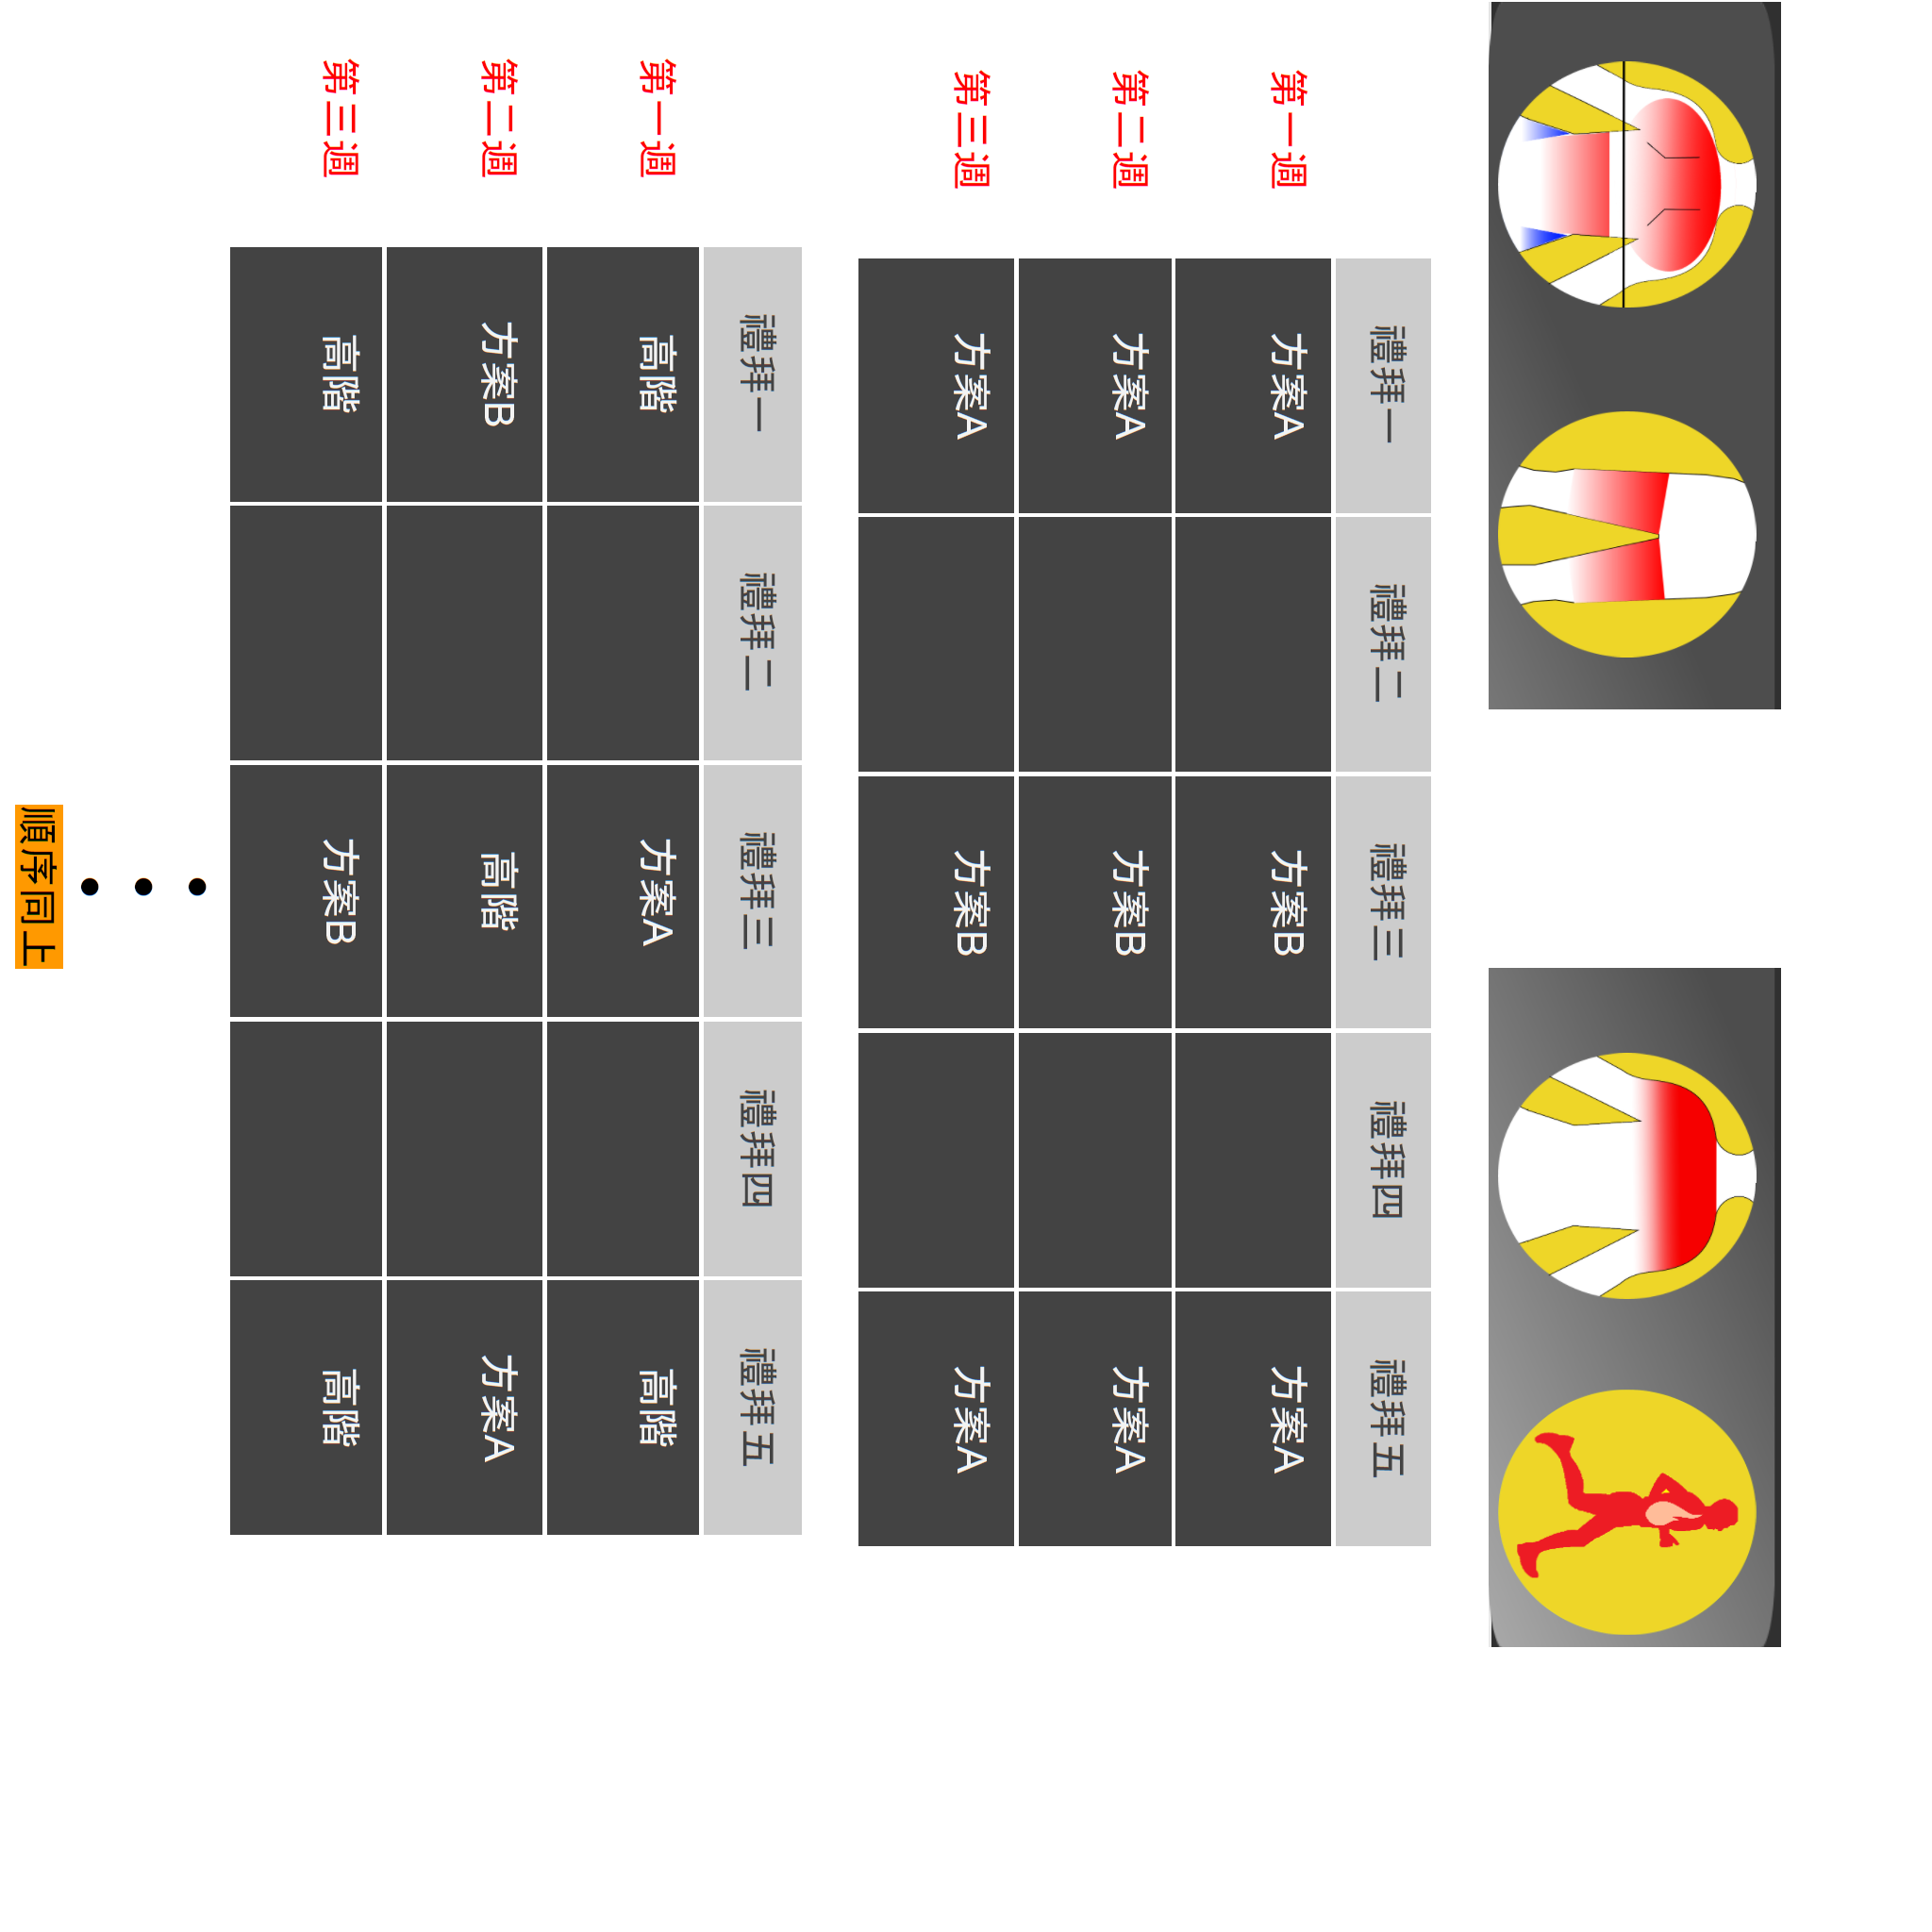 禮拜一 禮拜二 禮拜三 禮拜四 禮拜五
第一週 方案A 方案B 方案A
第二週 方案A 方案B 方案A
第三週 方案A 方案B 方案A
禮拜一 禮拜二 禮拜三 禮拜四 禮拜五
第一週 高階 方案A 高階
第二週 方案B 高階 方案A
第三週 高階 方案B 高階
順序同上